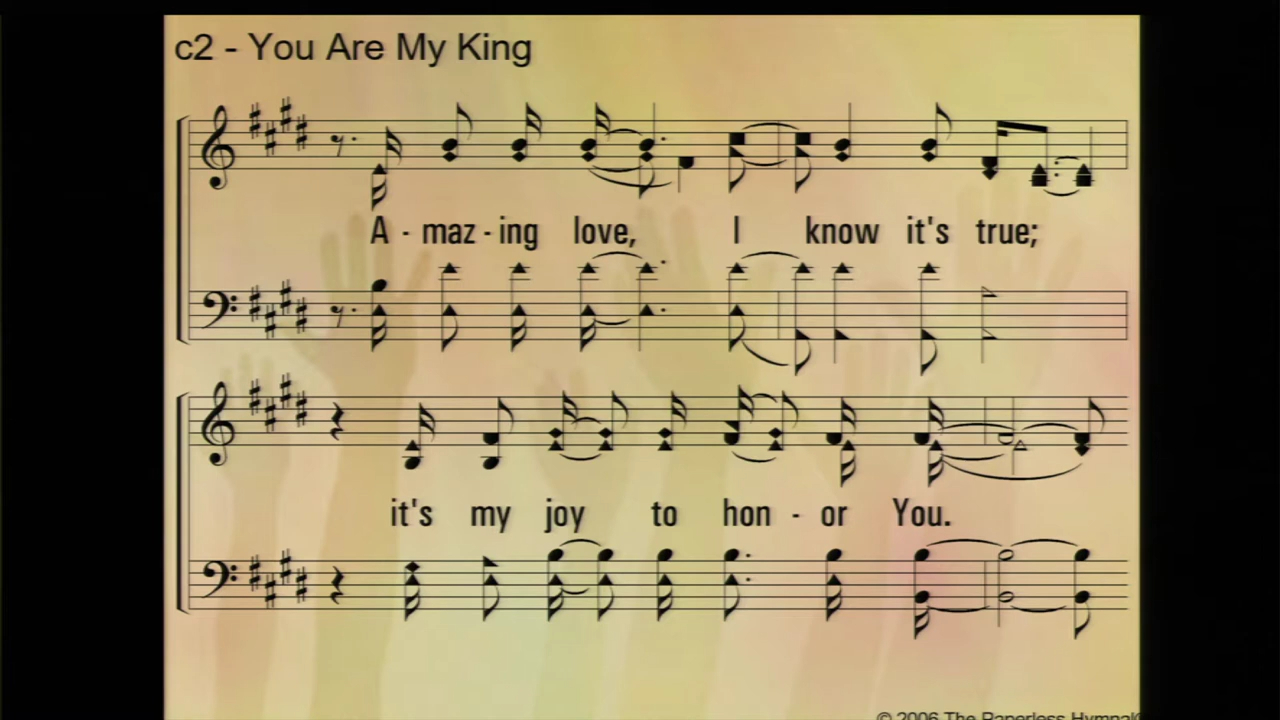 c2 - You Are My King
A - maz - ing love, I know it's true;
it's my joy to hon - or You.
© 2006 The Paperless Hymnal®